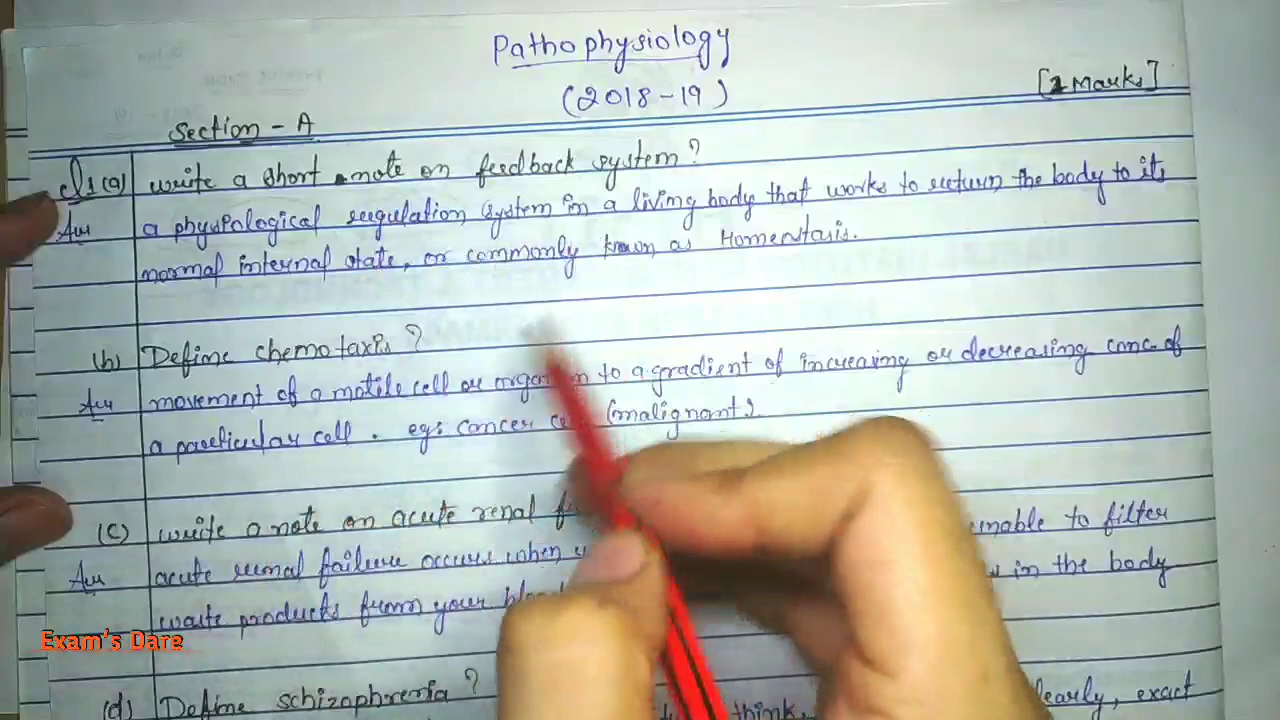 Pathophysiology
(2018-19)
[2 Marks]
Section - A
Q1(a) write a short note on feedback system?
Ans a physiological regulation system in a living body that works to return the body to its
normal internal state, or commonly known as Homeostasis.
(b) Define chemotaxis?
Ans movement of a motile cell or to a gradient of increasing or decreasing conc. of
a particular cell. eg: cancer (malignant).
(c) write a note on acute renal
unable to filter
Ans acute renal failure occurs when in the body
waste products from your
Exam's Dare
(d) Define schizophrenia?
think, clearly, exact